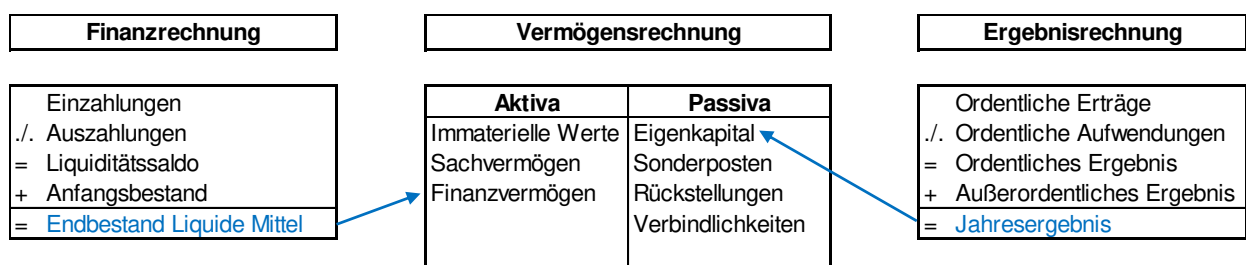 Finanzrechnung
Einzahlungen
./. Auszahlungen
= Liquiditätssaldo
+ Anfangsbestand
= Endbestand Liquide Mittel
Vermögensrechnung
Aktiva Passiva
Immaterielle Werte Eigenkapital
Sachvermögen Sonderposten
Finanzvermögen Rückstellungen
Verbindlichkeiten
Ergebnisrechnung
Ordentliche Erträge
./. Ordentliche Aufwendungen
= Ordentliches Ergebnis
+ Außerordentliches Ergebnis
= Jahresergebnis